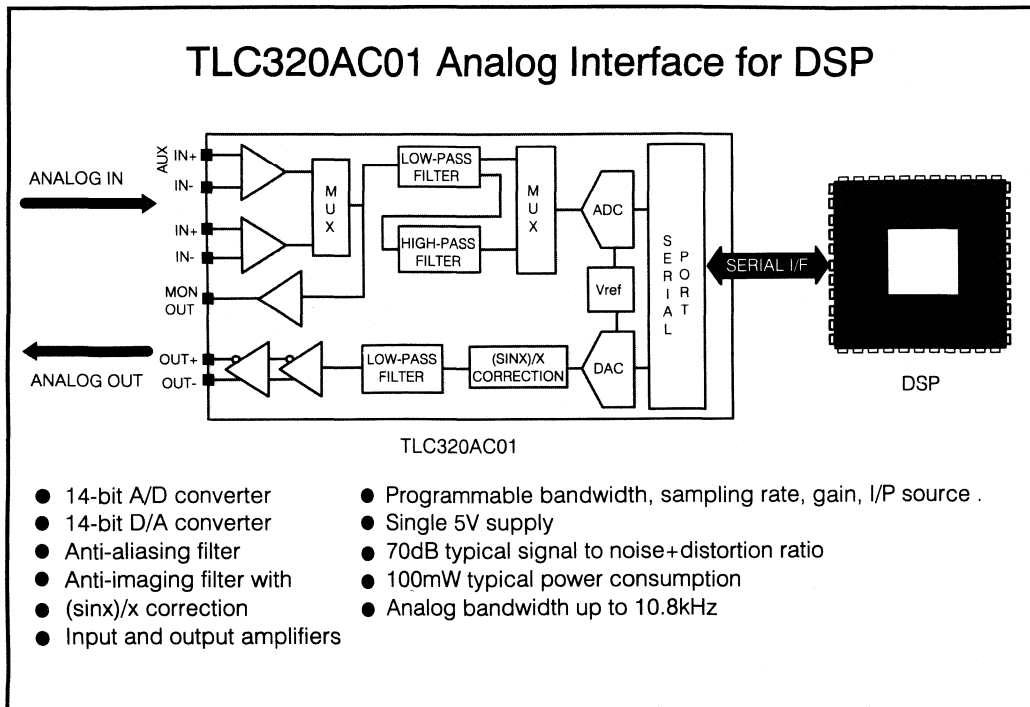 TLC320AC01 Analog Interface for DSP
ANALOG IN
AUX
IN+
IN-
IN+
IN-
MON
OUT
OUT+
OUT-
ANALOG OUT
MUX
LOW-PASS
FILTER
HIGH-PASS
FILTER
MUX
ADC
Vref
DAC
LOW-PASS
FILTER
(SINX)/X
CORRECTION
SERIAL
PORT
SERIAL I/F
DSP
TLC320AC01
● 14-bit A/D converter
● 14-bit D/A converter
● Anti-aliasing filter
● Anti-imaging filter with
● (sinx)/x correction
● Input and output amplifiers
● Programmable bandwidth, sampling rate, gain, I/P source .
● Single 5V supply
● 70dB typical signal to noise+distortion ratio
● 100mW typical power consumption
● Analog bandwidth up to 10.8kHz